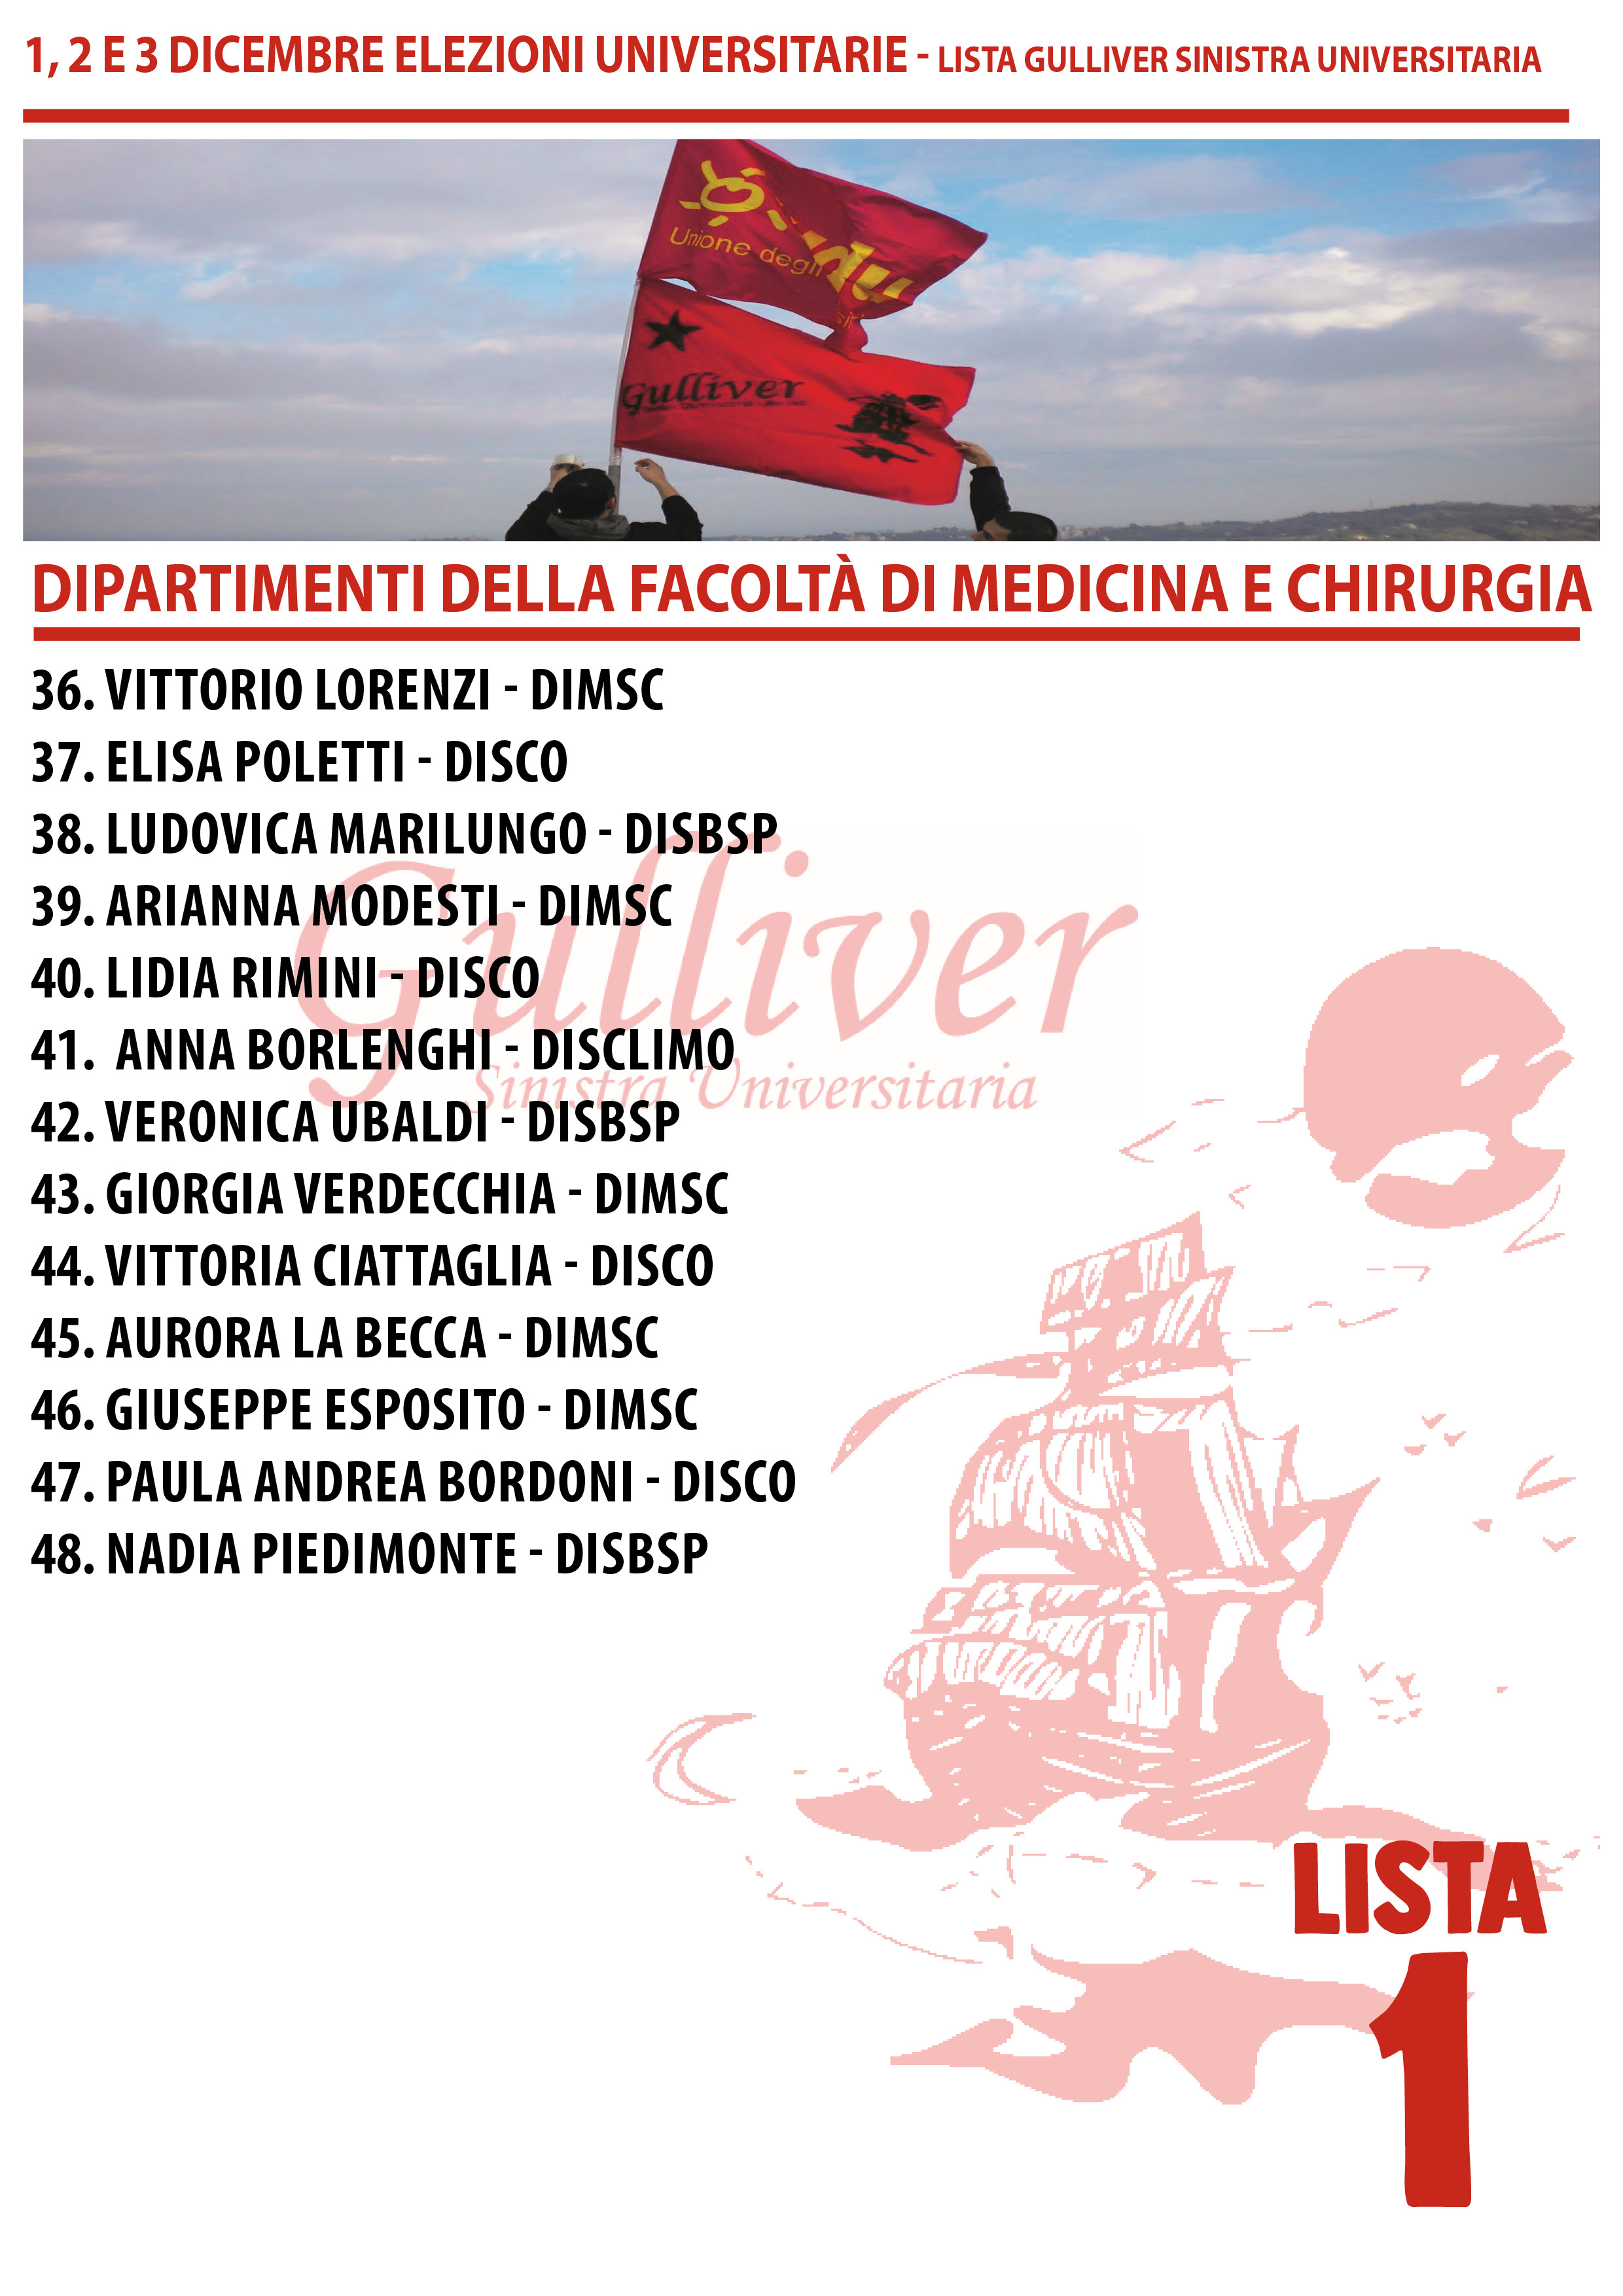 1, 2 E 3 DICEMBRE ELEZIONI UNIVERSITARIE - LISTA GULLIVER SINISTRA UNIVERSITARIA
Unione degli
Gulliver
DIPARTIMENTI DELLA FACOLTÀ DI MEDICINA E CHIRURGIA
36. VITTORIO LORENZI - DIMSC
37. ELISA POLETTI - DISCO
38. LUDOVICA MARILUNGO - DISBSP
39. ARIANNA MODESTI - DIMSC
40. LIDIA RIMINI - DISCO
41. ANNA BORLENGHI - DISCLIMO
42. VERONICA UBALDI - DISBSP
43. GIORGIA VERDECCHIA - DIMSC
44. VITTORIA CIATTAGLIA - DISCO
45. AURORA LA BECCA - DIMSC
46. GIUSEPPE ESPOSITO - DIMSC
47. PAULA ANDREA BORDONI - DISCO
48. NADIA PIEDIMONTE - DISBSP
Gulliver
Sinistra Universitaria
LISTA
1